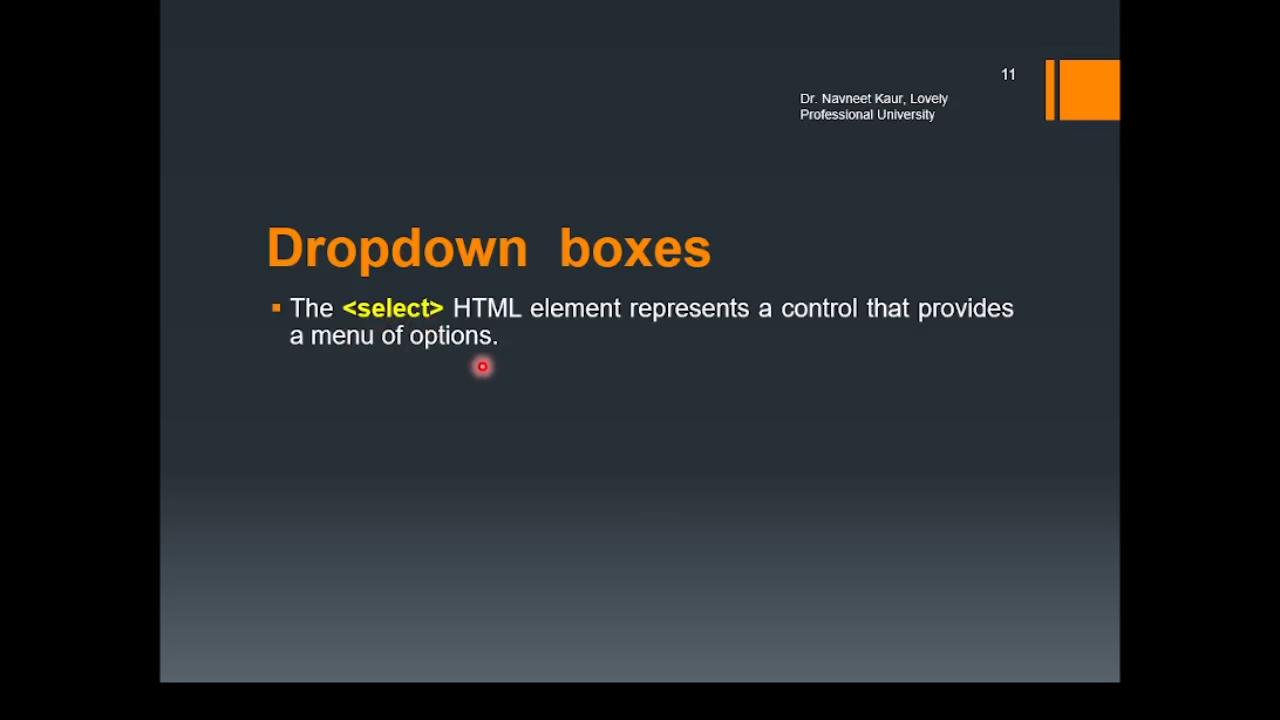 11
Dr. Navneet Kaur, Lovely
Professional University
Dropdown boxes
The <select> HTML element represents a control that provides
a menu of options.